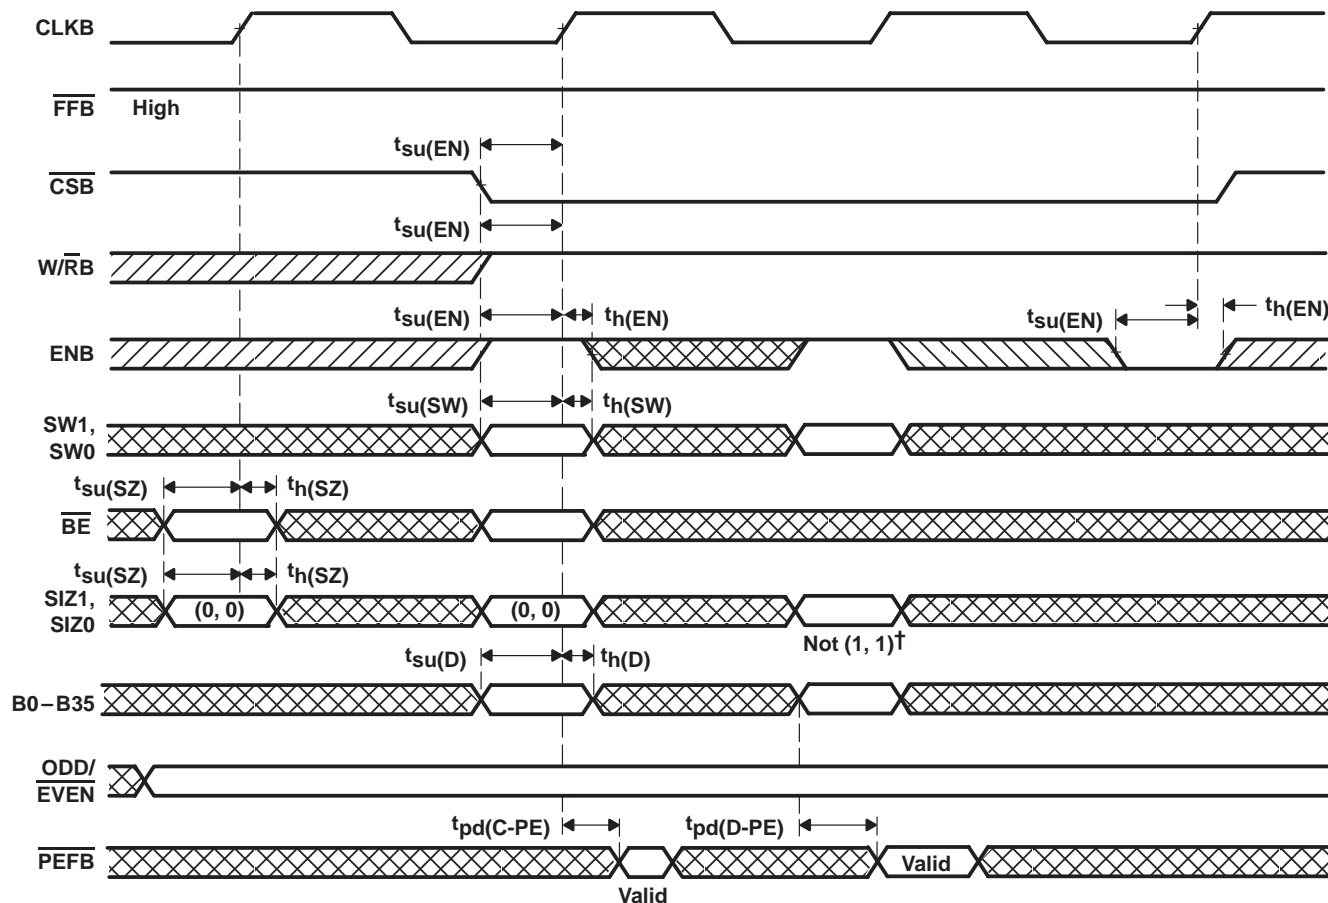 CLKB
FFB High
tsu(EN)
CSB
tsu(EN)
W/RB
tsu(EN) th(EN) tsu(EN) th(EN)
ENB
tsu(SW) th(SW)
SW1,
SW0
tsu(SZ) th(SZ)
BE
tsu(SZ) th(SZ)
SIZ1,
SIZ0
(0, 0) (0, 0)
Not (1, 1)†
tsu(D) th(D)
B0–B35
ODD/
EVEN
tpd(C-PE) tpd(D-PE)
PEFB
Valid
Valid